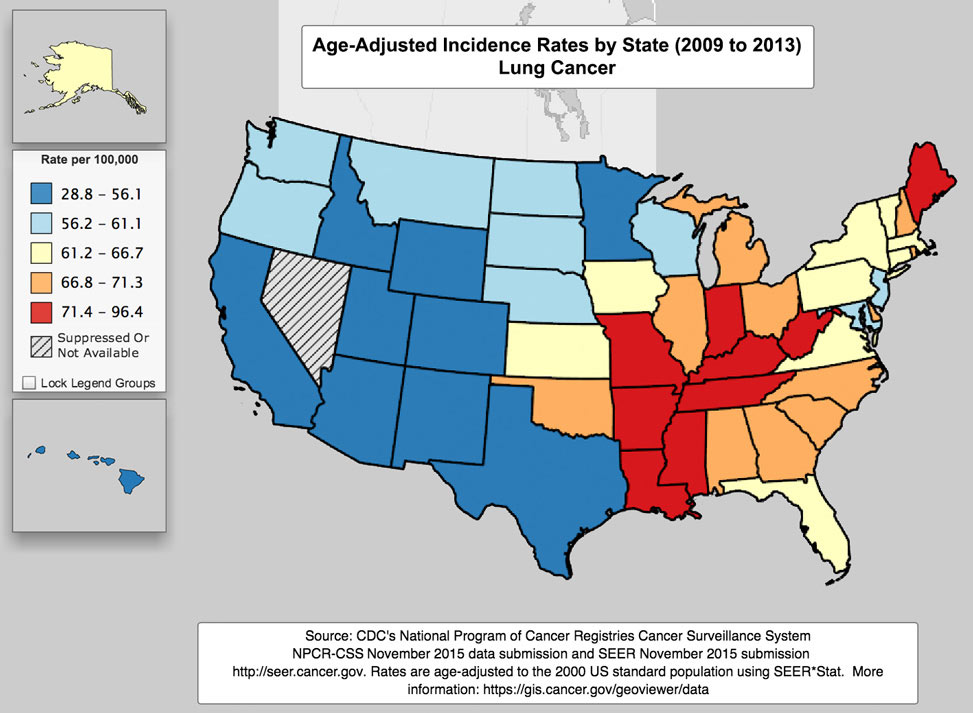 Age-Adjusted Incidence Rates by State (2009 to 2013)
Lung Cancer
Rate per 100,000
28.8 – 56.1
56.2 – 61.1
61.2 – 66.7
66.8 – 71.3
71.4 – 96.4
Suppressed Or
Not Available
Lock Legend Groups
Source: CDC's National Program of Cancer Registries Cancer Surveillance System
NPCR-CSS November 2015 data submission and SEER November 2015 submission
http://seer.cancer.gov. Rates are age-adjusted to the 2000 US standard population using SEER*Stat. More
information: https://gis.cancer.gov/geoviewer/data